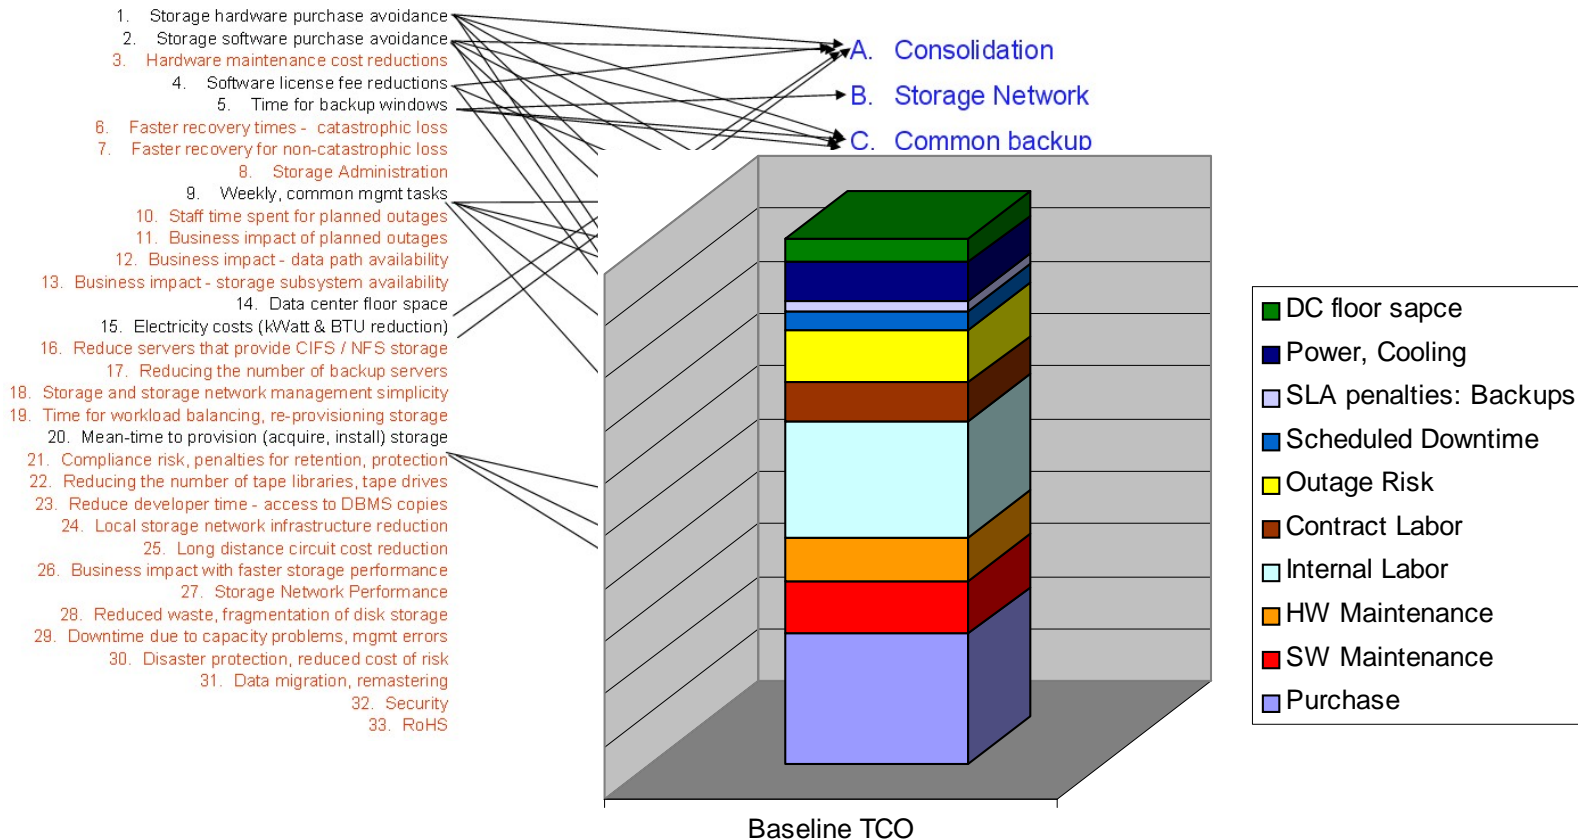 1. Storage hardware purchase avoidance
2. Storage software purchase avoidance
3. Hardware maintenance cost reductions
4. Software license fee reductions
5. Time for backup windows
6. Faster recovery times - catastrophic loss
7. Faster recovery for non-catastrophic loss
8. Storage Administration
9. Weekly, common mgmt tasks
10. Staff time spent for planned outages
11. Business impact of planned outages
12. Business impact - data path availability
13. Business impact - storage subsystem availability
14. Data center floor space
15. Electricity costs (kWatt & BTU reduction)
16. Reduce servers that provide CIFS / NFS storage
17. Reducing the number of backup servers
18. Storage and storage network management simplicity
19. Time for workload balancing, re-provisioning storage
20. Mean-time to provision (acquire, install) storage
21. Compliance risk, penalties for retention, protection
22. Reducing the number of tape libraries, tape drives
23. Reduce developer time - access to DBMS copies
24. Local storage network infrastructure reduction
25. Long distance circuit cost reduction
26. Business impact with faster storage performance
27. Storage Network Performance
28. Reduced waste, fragmentation of disk storage
29. Downtime due to capacity problems, mgmt errors
30. Disaster protection, reduced cost of risk
31. Data migration, remastering
32. Security
33. RoHS
A. Consolidation
B. Storage Network
C. Common backup
DC floor sapce
Power, Cooling
SLA penalties: Backups
Scheduled Downtime
Outage Risk
Contract Labor
Internal Labor
HW Maintenance
SW Maintenance
Purchase
Baseline TCO